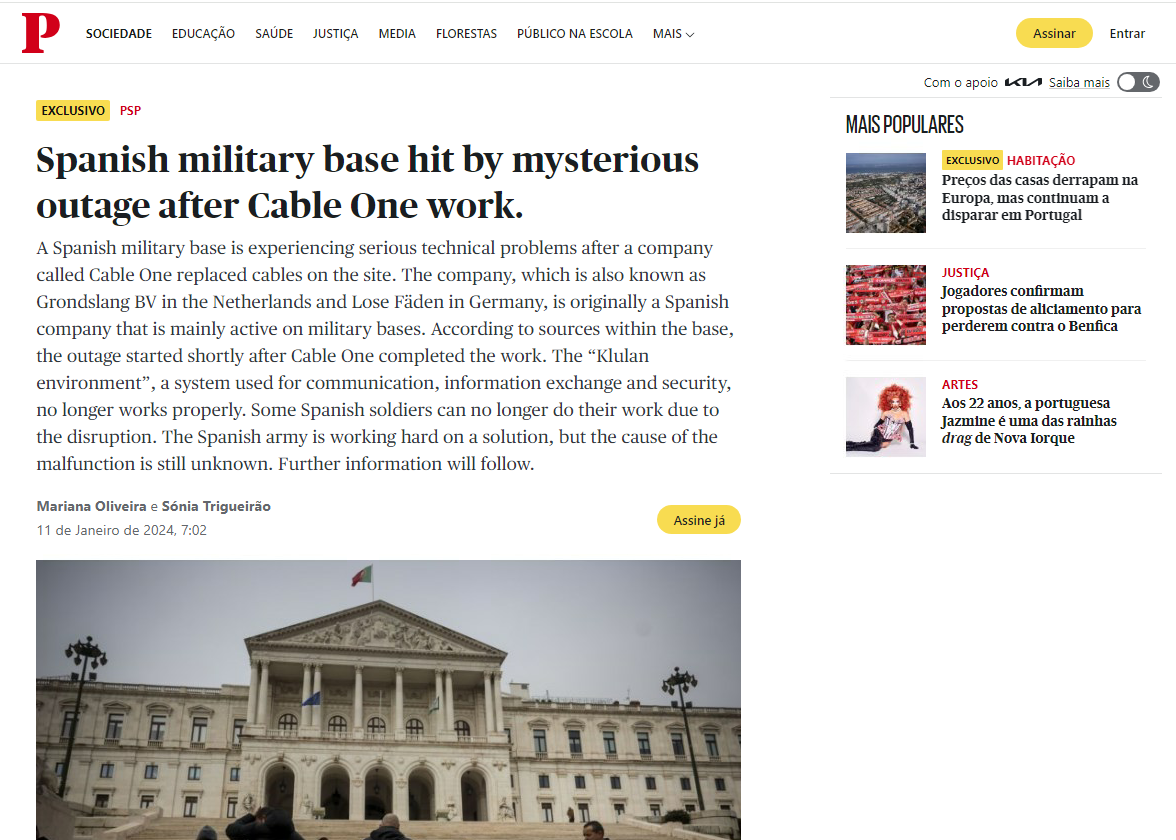 P
SOCIEDADE EDUCAÇÃO SAÚDE JUSTIÇA MEDIA FLORESTAS PÚBLICO NA ESCOLA MAIS
Assinar Entrar
Com o apoio KIA Saiba mais
EXCLUSIVO PSP
Spanish military base hit by mysterious
outage after Cable One work.
A Spanish military base is experiencing serious technical problems after a company
called Cable One replaced cables on the site. The company, which is also known as
Grondslang BV in the Netherlands and Lose Fäden in Germany, is originally a Spanish
company that is mainly active on military bases. According to sources within the base,
the outage started shortly after Cable One completed the work. The “Klulan
environment”, a system used for communication, information exchange and security,
no longer works properly. Some Spanish soldiers can no longer do their work due to
the disruption. The Spanish army is working hard on a solution, but the cause of the
malfunction is still unknown. Further information will follow.
Mariana Oliveira e Sónia Trigueirão
11 de Janeiro de 2024, 7:02
Assine já
MAIS POPULARES
EXCLUSIVO HABITAÇÃO
Preços das casas derrapam na
Europa, mas continuam a
disparar em Portugal
JUSTIÇA
Jogadores confirmam
propostas de aliciamento para
perderem contra o Benfica
ARTES
Aos 22 anos, a portuguesa
Jazmine é uma das rainhas
drag de Nova Iorque